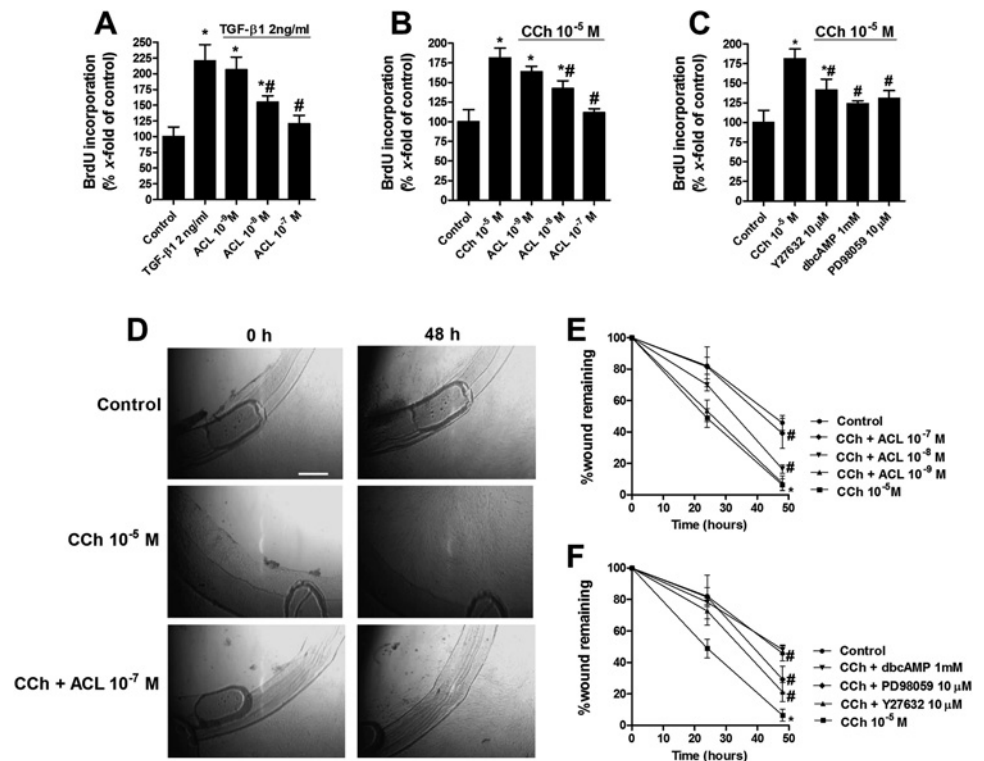 A
TGF-β1 2ng/ml
BrdU incorporation
(% x-fold of control)
250
225
200
175
150
125
100
75
50
25
0
*
*
*#
#
Control
TGF-β1 2 ng/ml
ACL 10⁻⁹ M
ACL 10⁻⁸ M
ACL 10⁻⁷ M
B
CCh 10⁻⁵ M
BrdU incorporation
(% x-fold of control)
200
175
150
125
100
75
50
25
0
*
*
*#
#
Control
CCh 10⁻⁵ M
ACL 10⁻⁹ M
ACL 10⁻⁸ M
ACL 10⁻⁷ M
C
CCh 10⁻⁵ M
BrdU incorporation
(% x-fold of control)
200
175
150
125
100
75
50
25
0
*
*#
#
#
Control
CCh 10⁻⁵ M
Y27632 10 μM
dbcAMP 1mM
PD98059 10 μM
D
0 h
48 h
Control
CCh 10⁻⁵ M
CCh + ACL 10⁻⁷ M
E
%wound remaining
100
80
60
40
20
0
#
#
*
0 10 20 30 40 50
Time (hours)
Control
CCh + ACL 10⁻⁷ M
CCh + ACL 10⁻⁸ M
CCh + ACL 10⁻⁹ M
CCh 10⁻⁵M
F
%wound remaining
100
80
60
40
20
0
#
#
#
*
0 10 20 30 40 50
Time (hours)
Control
CCh + dbcAMP 1mM
CCh + PD98059 10 μM
CCh + Y27632 10 μM
CCh 10⁻⁵ M